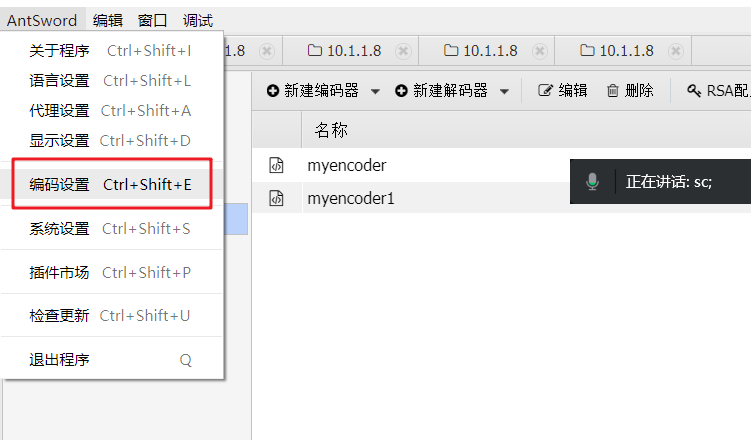 AntSword 编辑 窗口 调试
关于程序 Ctrl+Shift+I
语言设置 Ctrl+Shift+L
代理设置 Ctrl+Shift+A
显示设置 Ctrl+Shift+D
编码设置 Ctrl+Shift+E
系统设置 Ctrl+Shift+S
插件市场 Ctrl+Shift+P
检查更新 Ctrl+Shift+U
退出程序 Q
1.8 10.1.1.8 10.1.1.8 10.1.1.8
新建编码器 新建解码器 编辑 删除 RSA配
名称
myencoder
myencoder1
正在讲话: sc;